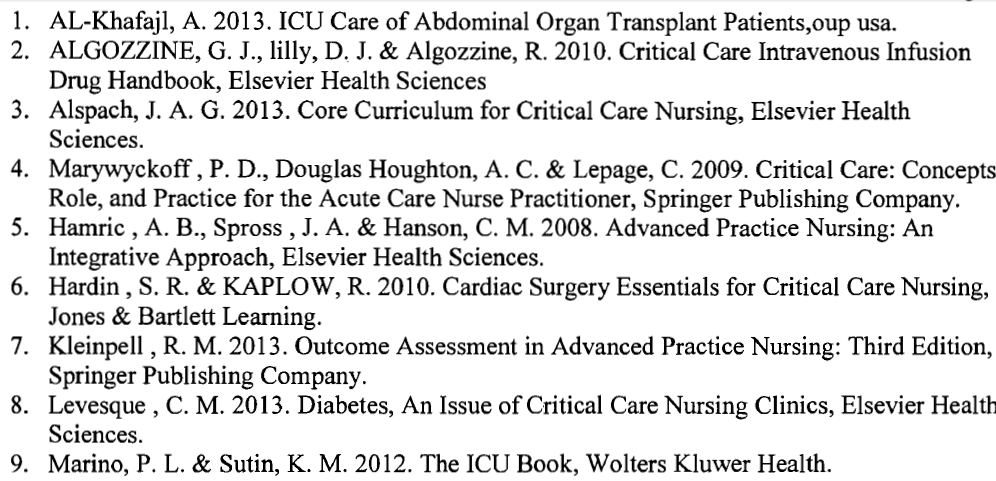 1. AL-Khafajl, A. 2013. ICU Care of Abdominal Organ Transplant Patients,oup usa.
2. ALGOZZINE, G. J., lilly, D. J. & Algozzine, R. 2010. Critical Care Intravenous Infusion
Drug Handbook, Elsevier Health Sciences
3. Alspach, J. A. G. 2013. Core Curriculum for Critical Care Nursing, Elsevier Health
Sciences.
4. Marywyckoff , P. D., Douglas Houghton, A. C. & Lepage, C. 2009. Critical Care: Concepts
Role, and Practice for the Acute Care Nurse Practitioner, Springer Publishing Company.
5. Hamric , A. B., Spross , J. A. & Hanson, C. M. 2008. Advanced Practice Nursing: An
Integrative Approach, Elsevier Health Sciences.
6. Hardin , S. R. & KAPLOW, R. 2010. Cardiac Surgery Essentials for Critical Care Nursing,
Jones & Bartlett Learning.
7. Kleinpell , R. M. 2013. Outcome Assessment in Advanced Practice Nursing: Third Edition,
Springer Publishing Company.
8. Levesque , C. M. 2013. Diabetes, An Issue of Critical Care Nursing Clinics, Elsevier Health
Sciences.
9. Marino, P. L. & Sutin, K. M. 2012. The ICU Book, Wolters Kluwer Health.